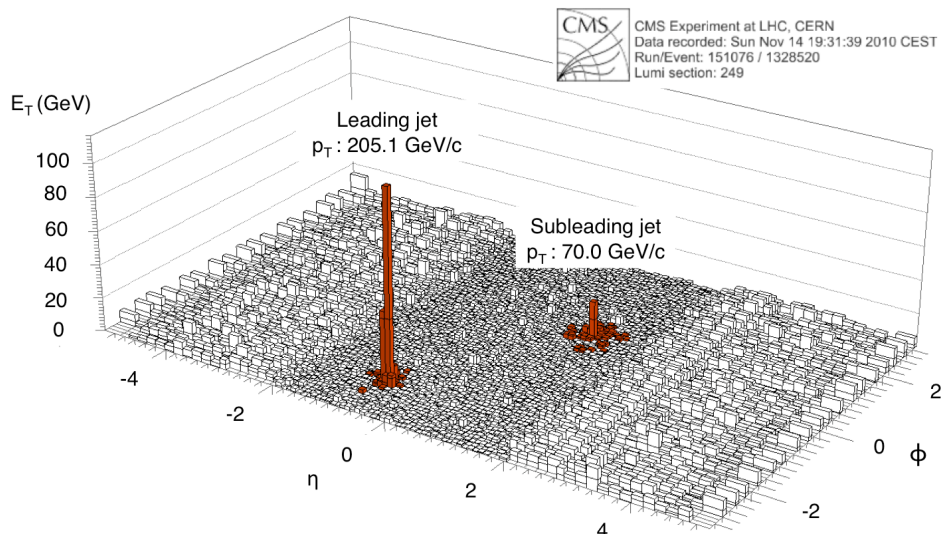 CMS
CMS Experiment at LHC, CERN
Data recorded: Sun Nov 14 19:31:39 2010 CEST
Run/Event: 151076 / 1328520
Lumi section: 249
E_T (GeV)
Leading jet
p_T : 205.1 GeV/c
Subleading jet
p_T : 70.0 GeV/c
100
80
60
40
20
0
-4
-2
0
2
4
η
-2
0
2
ϕ